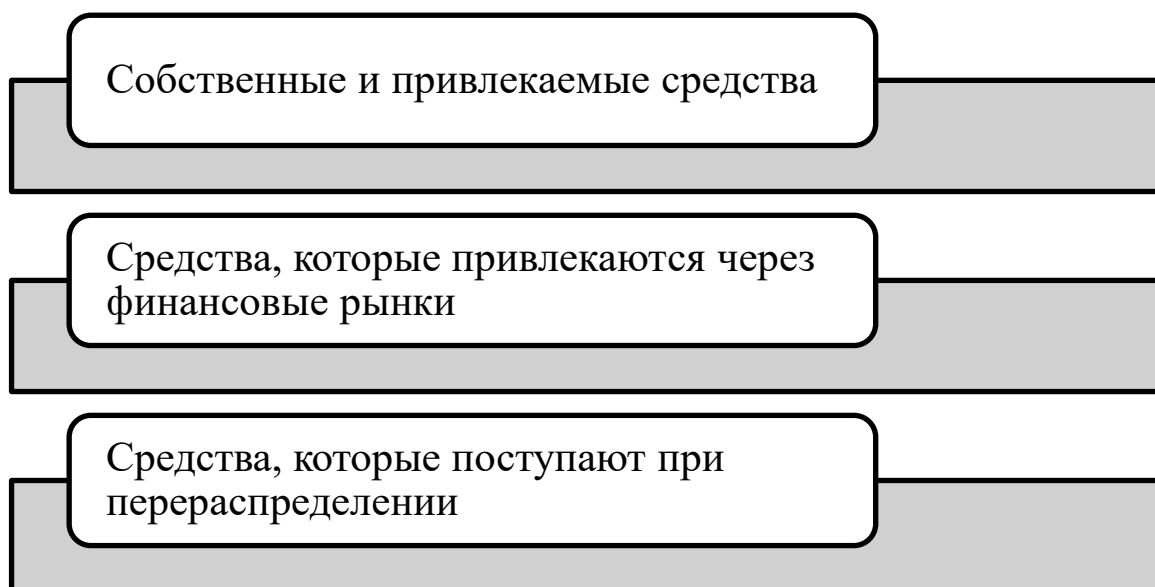 Собственные и привлекаемые средства
Средства, которые привлекаются через
финансовые рынки
Средства, которые поступают при
перераспределении